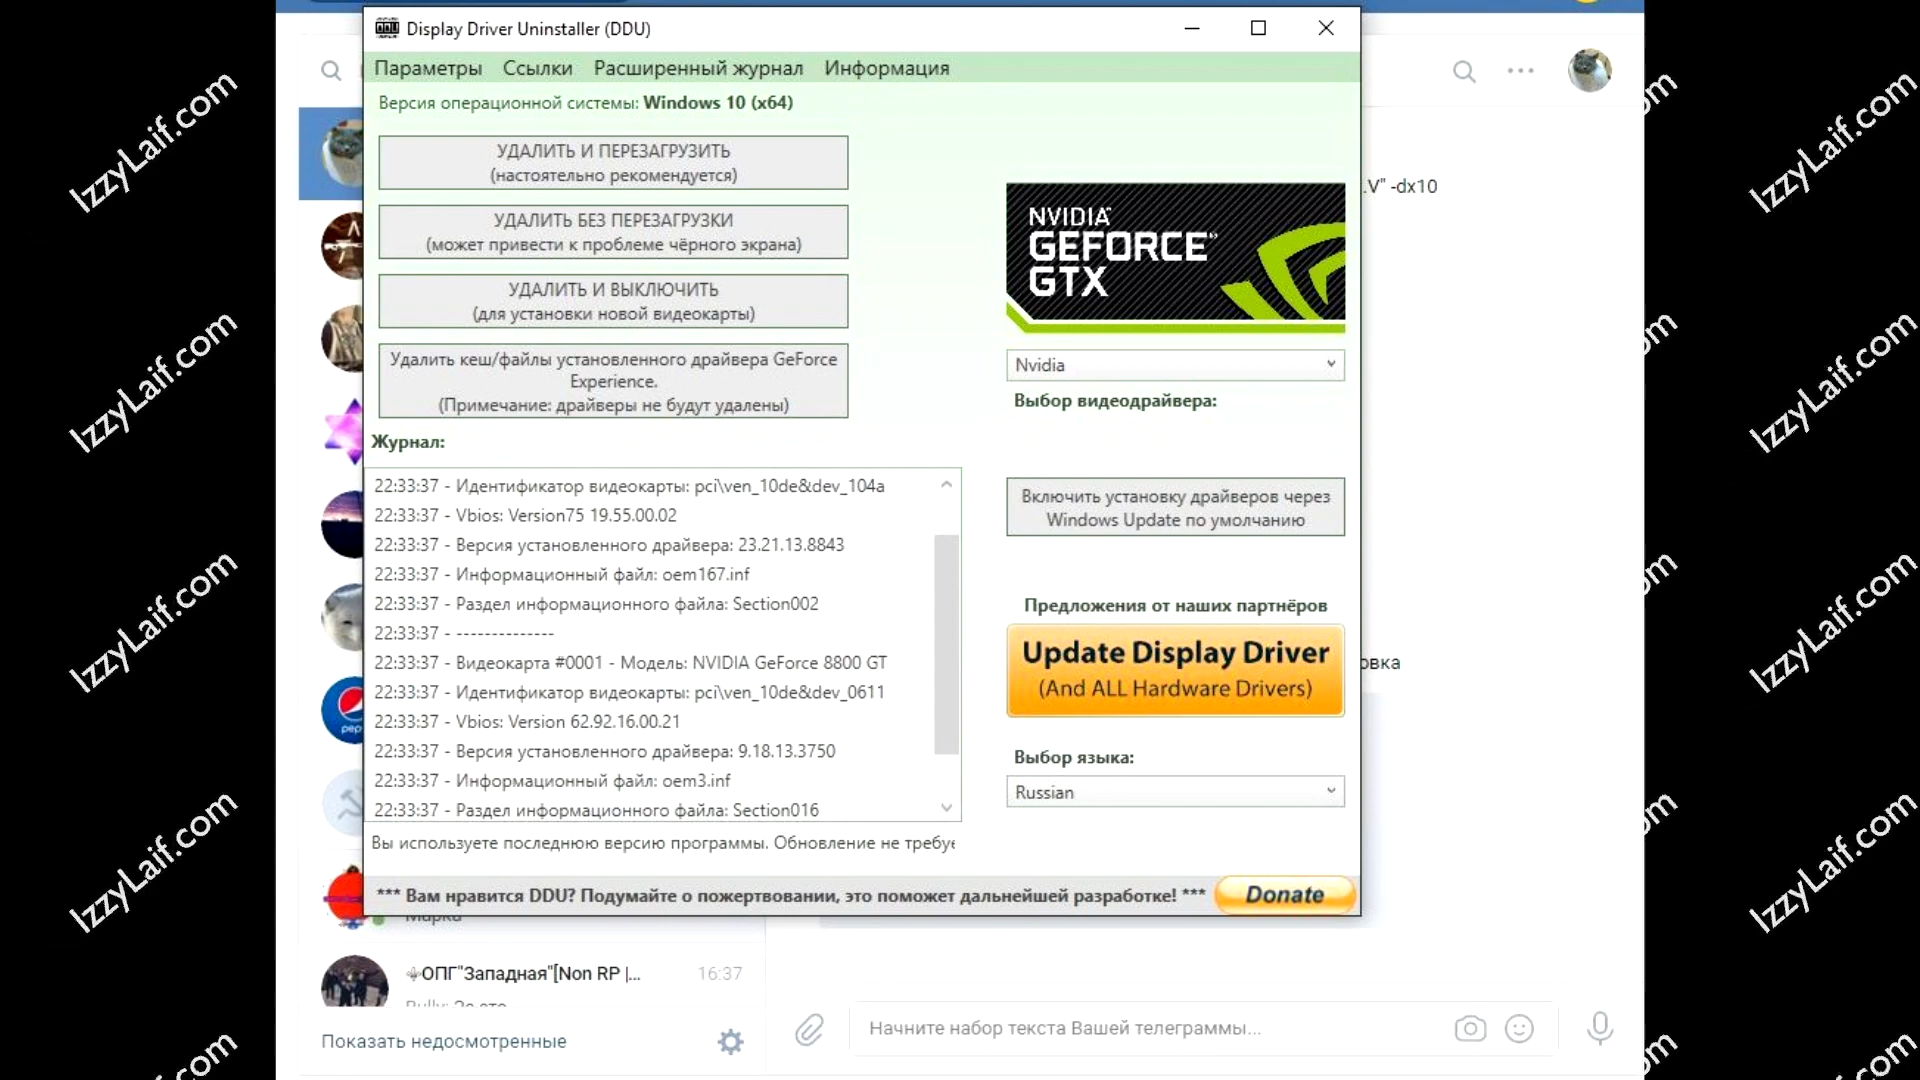 Display Driver Uninstaller (DDU)
Параметры Ссылки Расширенный журнал Информация
Версия операционной системы: Windows 10 (x64)
УДАЛИТЬ И ПЕРЕЗАГРУЗИТЬ
(настоятельно рекомендуется)
УДАЛИТЬ БЕЗ ПЕРЕЗАГРУЗКИ
(может привести к проблеме чёрного экрана)
УДАЛИТЬ И ВЫКЛЮЧИТЬ
(для установки новой видеокарты)
Удалить кеш/файлы установленного драйвера GeForce
Experience.
(Примечание: драйверы не будут удалены)
Журнал:
22:33:37 - Идентификатор видеокарты: pci\ven_10de&dev_104a
22:33:37 - Vbios: Version75 19.55.00.02
22:33:37 - Версия установленного драйвера: 23.21.13.8843
22:33:37 - Информационный файл: oem167.inf
22:33:37 - Раздел информационного файла: Section002
22:33:37 - --------------
22:33:37 - Видеокарта #0001 - Модель: NVIDIA GeForce 8800 GT
22:33:37 - Идентификатор видеокарты: pci\ven_10de&dev_0611
22:33:37 - Vbios: Version 62.92.16.00.21
22:33:37 - Версия установленного драйвера: 9.18.13.3750
22:33:37 - Информационный файл: oem3.inf
22:33:37 - Раздел информационного файла: Section016
Вы используете последнюю версию программы. Обновление не требуе
NVIDIA
GEFORCE
GTX
Nvidia
Выбор видеодрайвера:
Включить установку драйверов через
Windows Update по умолчанию
Предложения от наших партнёров
Update Display Driver
(And ALL Hardware Drivers)
Выбор языка:
Russian
*** Вам нравится DDU? Подумайте о пожертвовании, это поможет дальнейшей разработке! ***
Donate
.V" -dx10
овка
pep
Марка
ОПГ"Западная"[Non RP |...
16:37
Показать недосмотренные
Начните набор текста Вашей телеграммы...
IzzyLaif.com
IzzyLaif.com
IzzyLaif.com
IzzyLaif.com
.com
om
om
om
om
om
IzzyLaif.com
IzzyLaif.com
IzzyLaif.com
IzzyLaif.com
.com